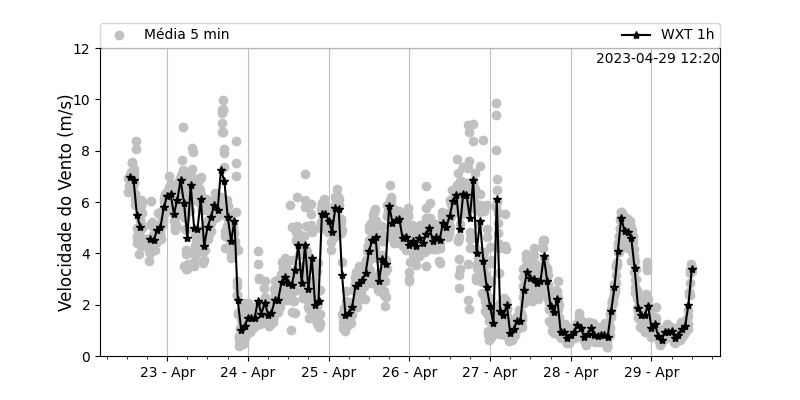 Média 5 min
WXT 1h
2023-04-29 12:20
Velocidade do Vento (m/s)
12
10
8
6
4
2
0
23 - Apr
24 - Apr
25 - Apr
26 - Apr
27 - Apr
28 - Apr
29 - Apr